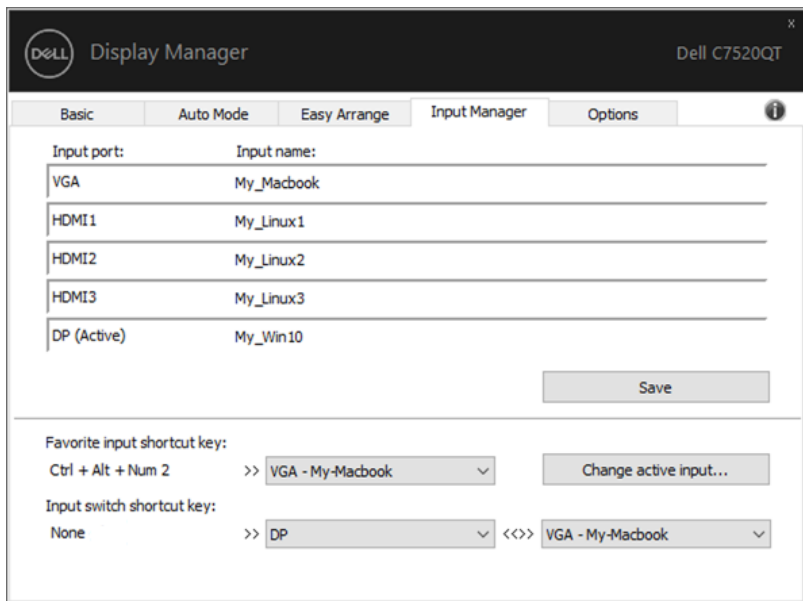 x
DELL Display Manager Dell C7520QT
Basic Auto Mode Easy Arrange Input Manager Options i
Input port: Input name:
VGA My_Macbook
HDMI1 My_Linux1
HDMI2 My_Linux2
HDMI3 My_Linux3
DP (Active) My_Win10
Save
Favorite input shortcut key:
Ctrl + Alt + Num 2 >> VGA - My-Macbook Change active input...
Input switch shortcut key:
None >> DP <<>> VGA - My-Macbook